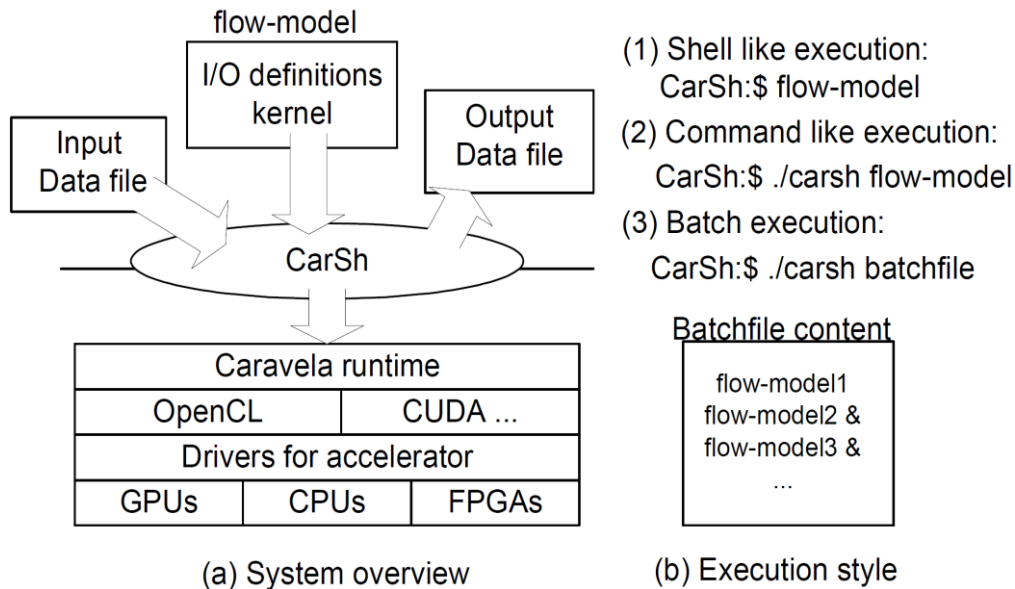 flow-model
I/O definitions
kernel
Input
Data file
Output
Data file
CarSh
Caravela runtime
OpenCL
CUDA ...
Drivers for accelerator
GPUs
CPUs
FPGAs
(a) System overview
(1) Shell like execution:
CarSh:$ flow-model
(2) Command like execution:
CarSh:$ ./carsh flow-model
(3) Batch execution:
CarSh:$ ./carsh batchfile
Batchfile content
flow-model1
flow-model2 &
flow-model3 &
...
(b) Execution style